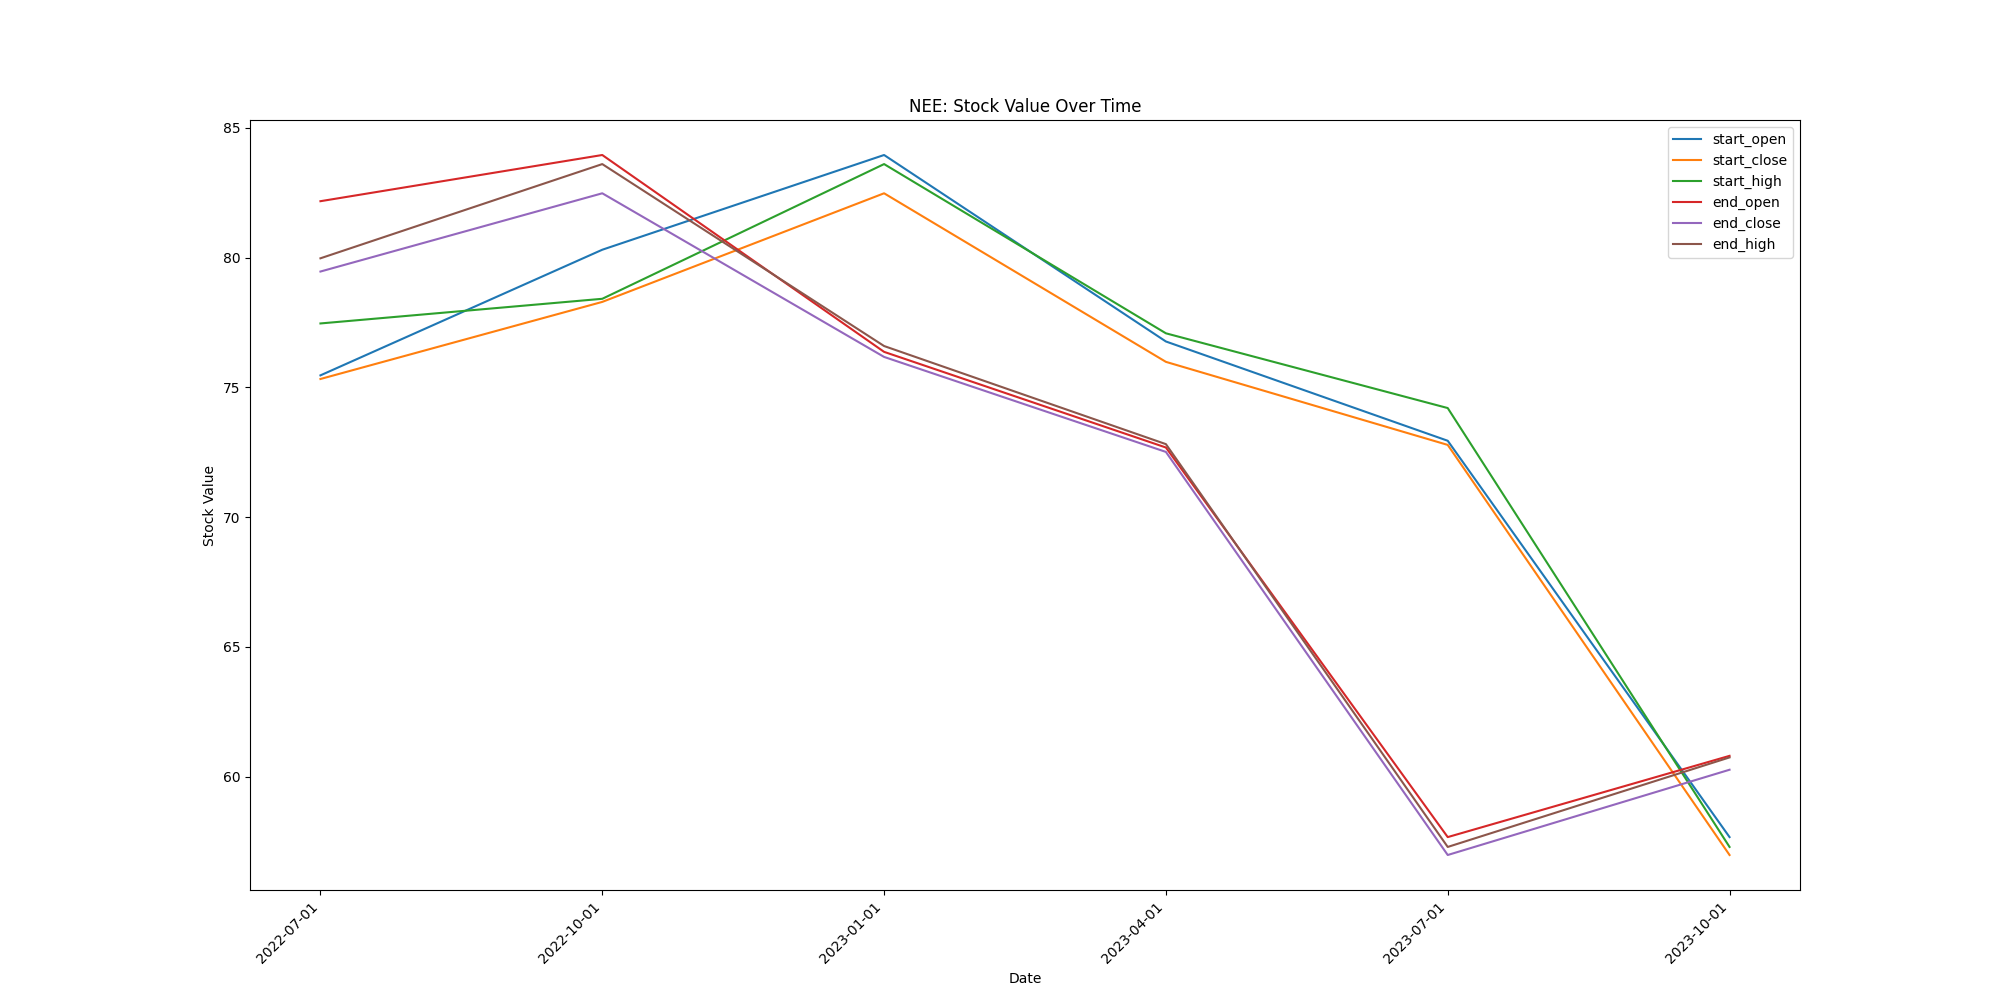 NEE: Stock Value Over Time
85
80
75
70
65
60
Stock Value
start_open
start_close
start_high
end_open
end_close
end_high
2022-07-01
2022-10-01
2023-01-01
2023-04-01
2023-07-01
2023-10-01
Date